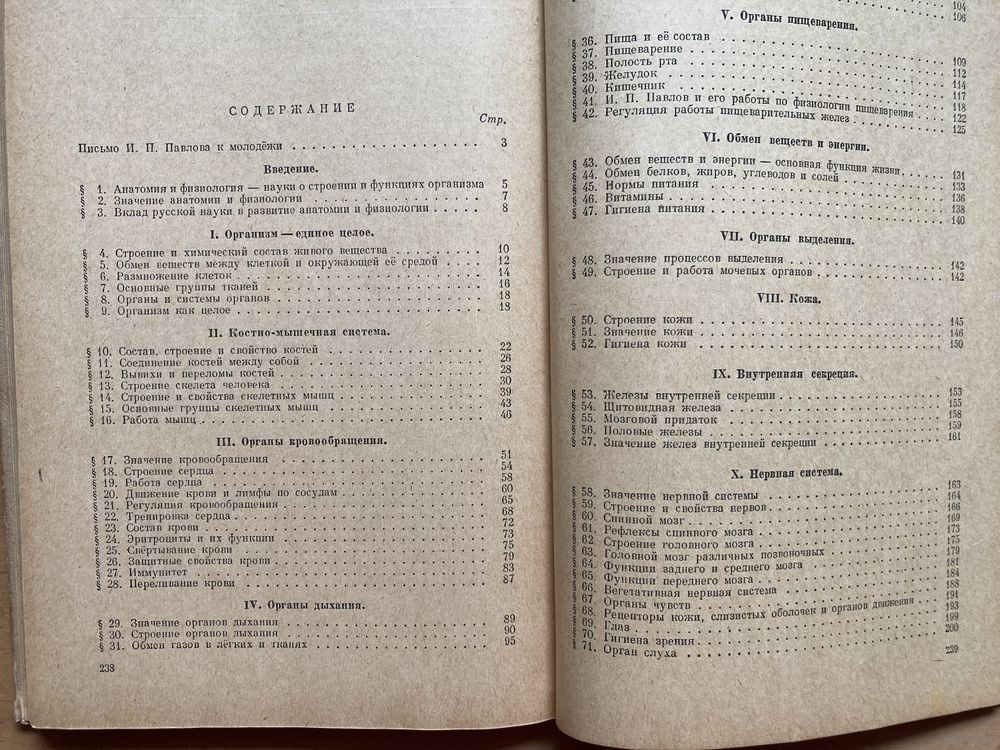 СОДЕРЖАНИЕ
Стр.
Письмо И. П. Павлова к молодёжи 3
Введение.
§ 1. Анатомия и физиология — науки о строении и функциях организма 5
§ 2. Значение анатомии и физиологии 7
§ 3. Вклад русской науки в развитие анатомии и физиологии 8
I. Организм — единое целое.
§ 4. Строение и химический состав живого вещества 10
§ 5. Обмен веществ между клеткой и окружающей её средой 12
§ 6. Размножение клеток 14
§ 7. Основные группы тканей 16
§ 8. Органы и системы органов 18
§ 9. Организм как целое 18
II. Костно-мышечная система.
§ 10. Состав, строение и свойство костей 22
§ 11. Соединение костей между собой 26
§ 12. Вывихи и переломы костей 28
§ 13. Строение скелета человека 30
§ 14. Строение и свойства скелетных мышц 39
§ 15. Основные группы скелетных мышц 43
§ 16. Работа мышц 46
III. Органы кровообращения.
§ 17. Значение кровообращения 51
§ 18. Строение сердца 54
§ 19. Работа сердца 58
§ 20. Движение крови и лимфы по сосудам 60
§ 21. Регуляция кровообращения 65
§ 22. Тренировка сердца 68
§ 23. Состав крови 72
§ 24. Эритроциты и их функции 73
§ 25. Свёртывание крови 75
§ 26. Защитные свойства крови 79
§ 27. Иммунитет 83
§ 28. Переливание крови 87
IV. Органы дыхания.
§ 29. Значение органов дыхания 89
§ 30. Строение органов дыхания 90
§ 31. Обмен газов в лёгких и тканях 95
238
104
106
V. Органы пищеварения.
§ 36. Пища и её состав 109
§ 37. Пищеварение 112
§ 38. Полость рта 114
§ 39. Желудок 117
§ 40. Кишечник 118
§ 41. И. П. Павлов и его работы по физиологии пищеварения 122
§ 42. Регуляция работы пищеварительных желез 125
VI. Обмен веществ и энергии.
§ 43. Обмен веществ и энергии — основная функция жизни 131
§ 44. Обмен белков, жиров, углеводов и солей 133
§ 45. Нормы питания 136
§ 46. Витамины 138
§ 47. Гигиена питания 140
VII. Органы выделения.
§ 48. Значение процессов выделения 142
§ 49. Строение и работа мочевых органов 142
VIII. Кожа.
§ 50. Строение кожи 145
§ 51. Значение кожи 146
§ 52. Гигиена кожи 150
IX. Внутренняя секреция.
§ 53. Железы внутренней секреции 153
§ 54. Щитовидная железа 155
§ 55. Мозговой придаток 158
§ 56. Половые железы 159
§ 57. Значение желез внутренней секреции 161
X. Нервная система.
§ 58. Значение нервной системы 163
§ 59. Строение и свойства нервов 164
§ 60. Спинной мозг 166
§ 61. Рефлексы спинного мозга 169
§ 62. Строение головного мозга 173
§ 63. Головной мозг различных позвоночных 175
§ 64. Функции заднего и среднего мозга 179
§ 65. Функции переднего мозга 181
§ 66. Вегетативная нервная система 184
§ 67. Органы чувств 188
§ 68. Рецепторы кожи, слизистых оболочек и органов движения 191
§ 69. Глаз 193
§ 70. Гигиена зрения 199
§ 71. Орган слуха 200
239